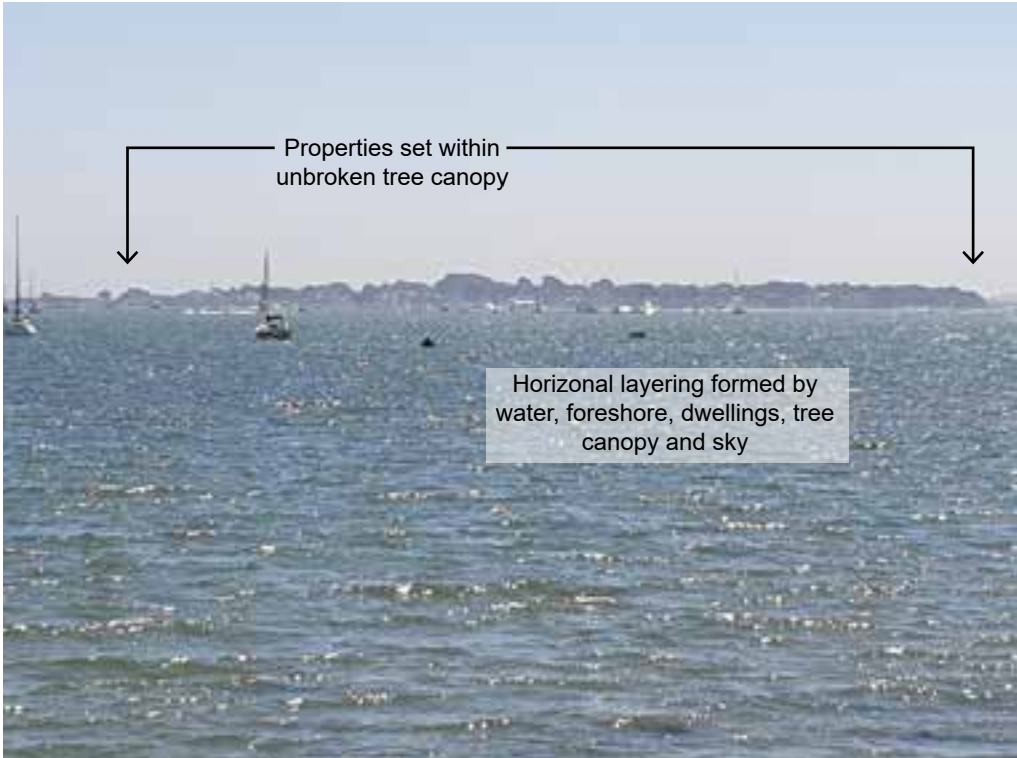 Properties set within
unbroken tree canopy
Horizonal layering formed by
water, foreshore, dwellings, tree
canopy and sky